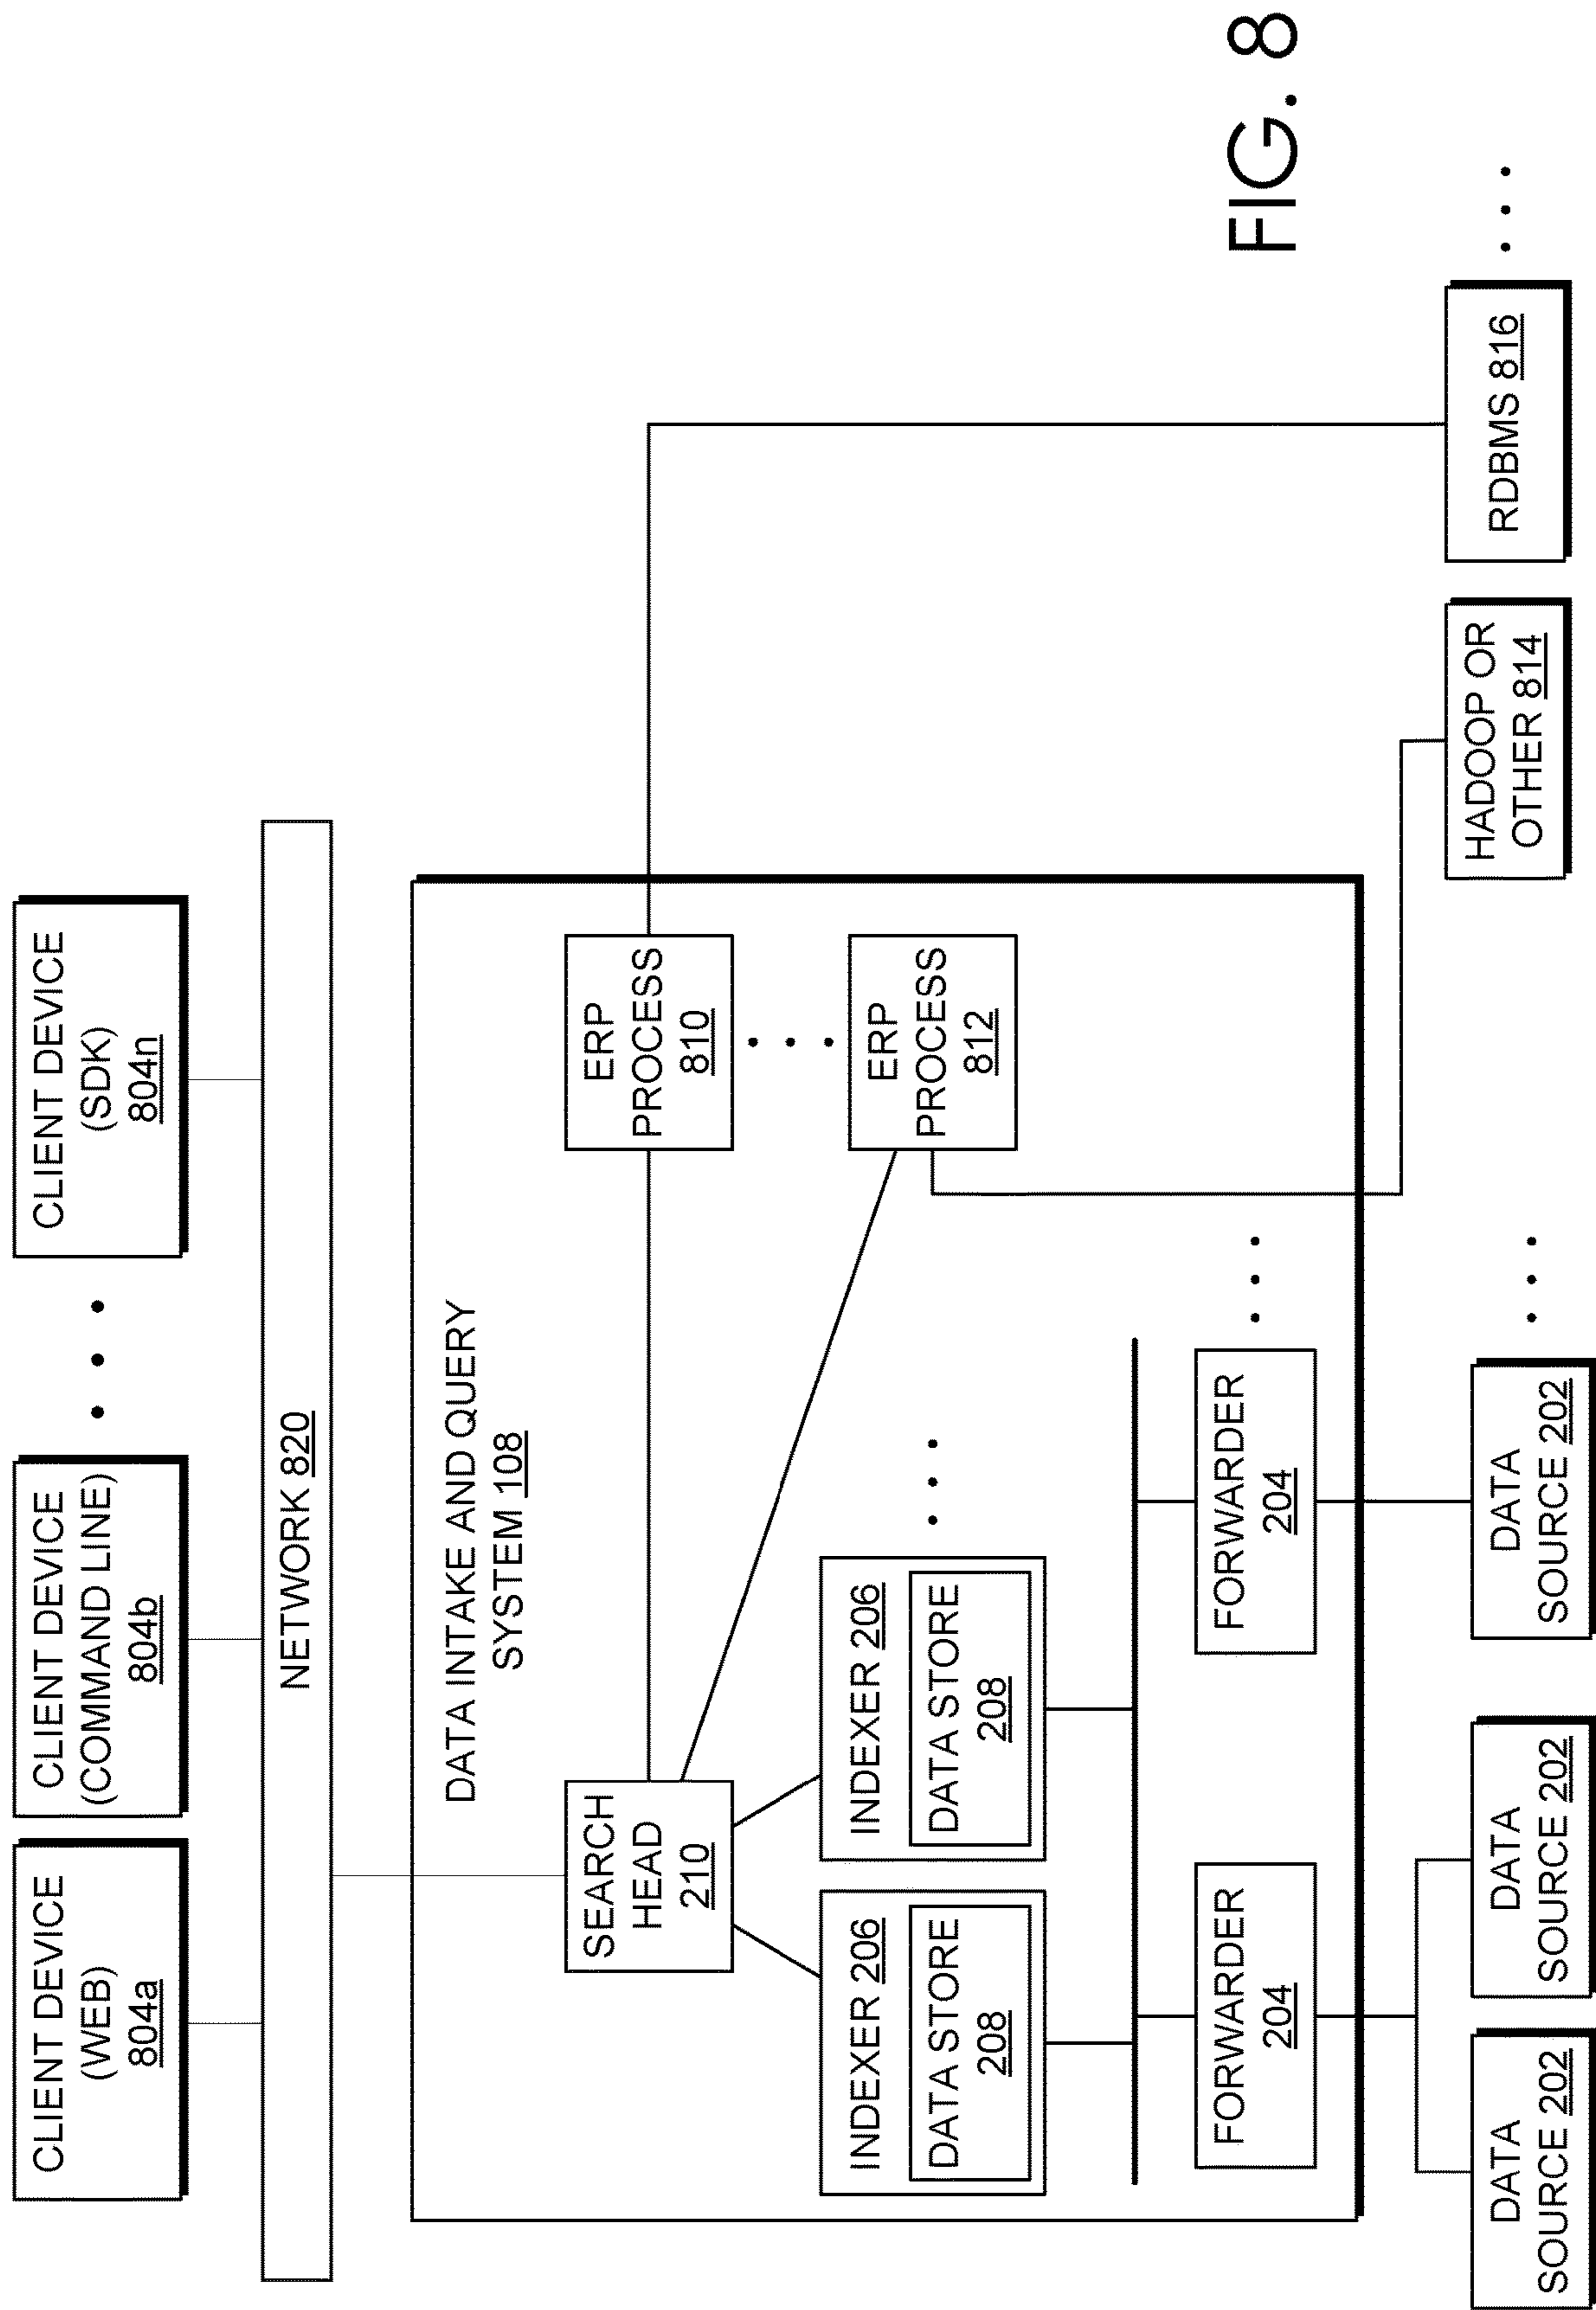 CLIENT DEVICE
(WEB)
804a
CLIENT DEVICE
(COMMAND LINE)
804b
CLIENT DEVICE
(SDK)
804n
NETWORK 820
DATA INTAKE AND QUERY
SYSTEM 108
SEARCH
HEAD
210
ERP
PROCESS
810
INDEXER 206
DATA STORE
208
INDEXER 206
DATA STORE
208
ERP
PROCESS
812
FORWARDER
204
FORWARDER
204
DATA
SOURCE 202
DATA
SOURCE 202
DATA
SOURCE 202
HADOOP OR
OTHER 814
RDBMS 816
FIG. 8